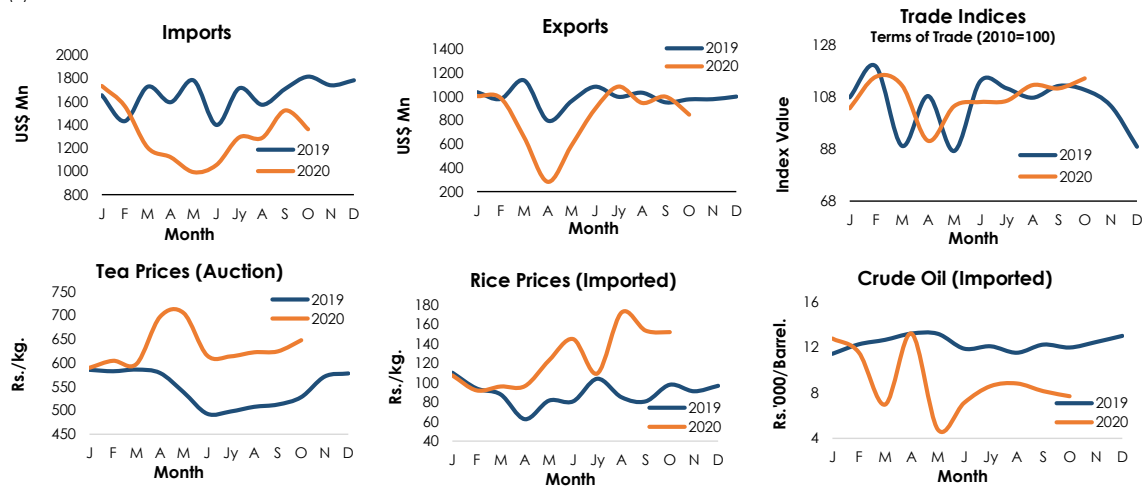 Imports
US$ Mn
2000
1800
1600
1400
1200
1000
800
2019
2020
J F M A M J Jy A S O N D
Month
Exports
US$ Mn
1400
1200
1000
800
600
400
200
2019
2020
J F M A M J Jy A S O N D
Month
Trade Indices
Terms of Trade (2010=100)
Index Value
128
108
88
68
2019
2020
J F M A M J Jy A S O N D
Month
Tea Prices (Auction)
Rs./kg.
750
700
650
600
550
500
450
2019
2020
J F M A M J Jy A S O N D
Month
Rice Prices (Imported)
Rs./kg.
180
160
140
120
100
80
60
40
2019
2020
J F M A M J Jy A S O N D
Month
Crude Oil (Imported)
Rs.'000/Barrel.
16
12
8
4
2019
2020
J F M A M J Jy A S O N D
Month